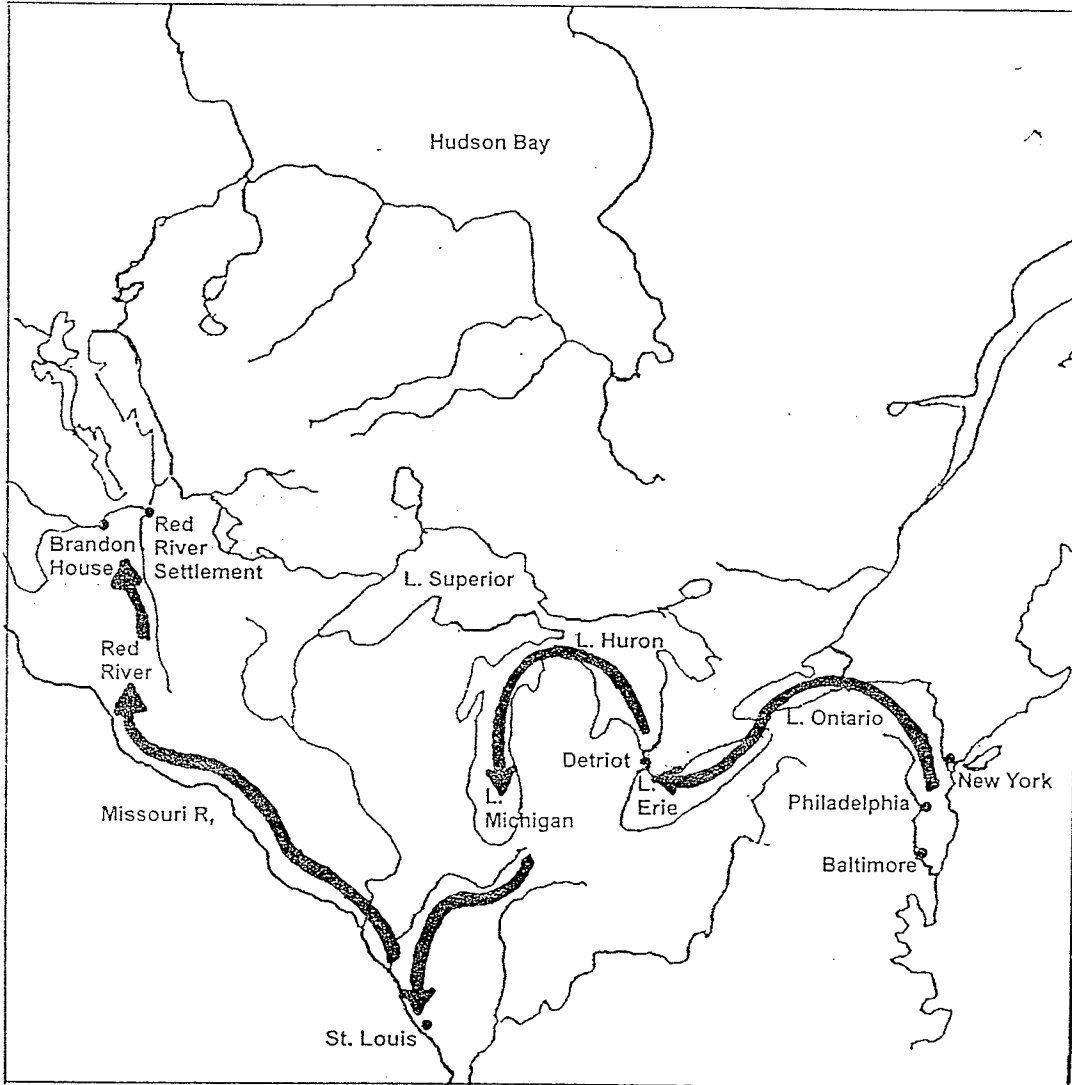 Hudson Bay
Red
River
Settlement
Brandon
House
L. Superior
L. Huron
Red
River
L. Ontario
Detriot
New York
L.
Erie
L.
Michigan
Philadelphia
Missouri R,
Baltimore
St. Louis